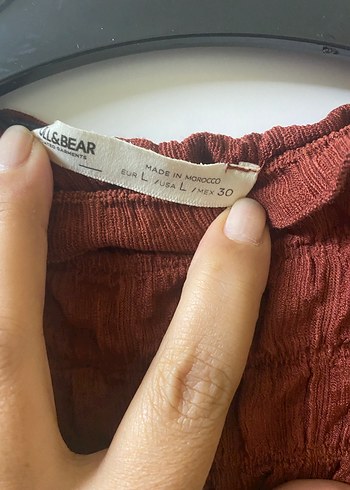 LL&BEAR
MADE IN MOROCCO
EUR L / USA L / MEX 30